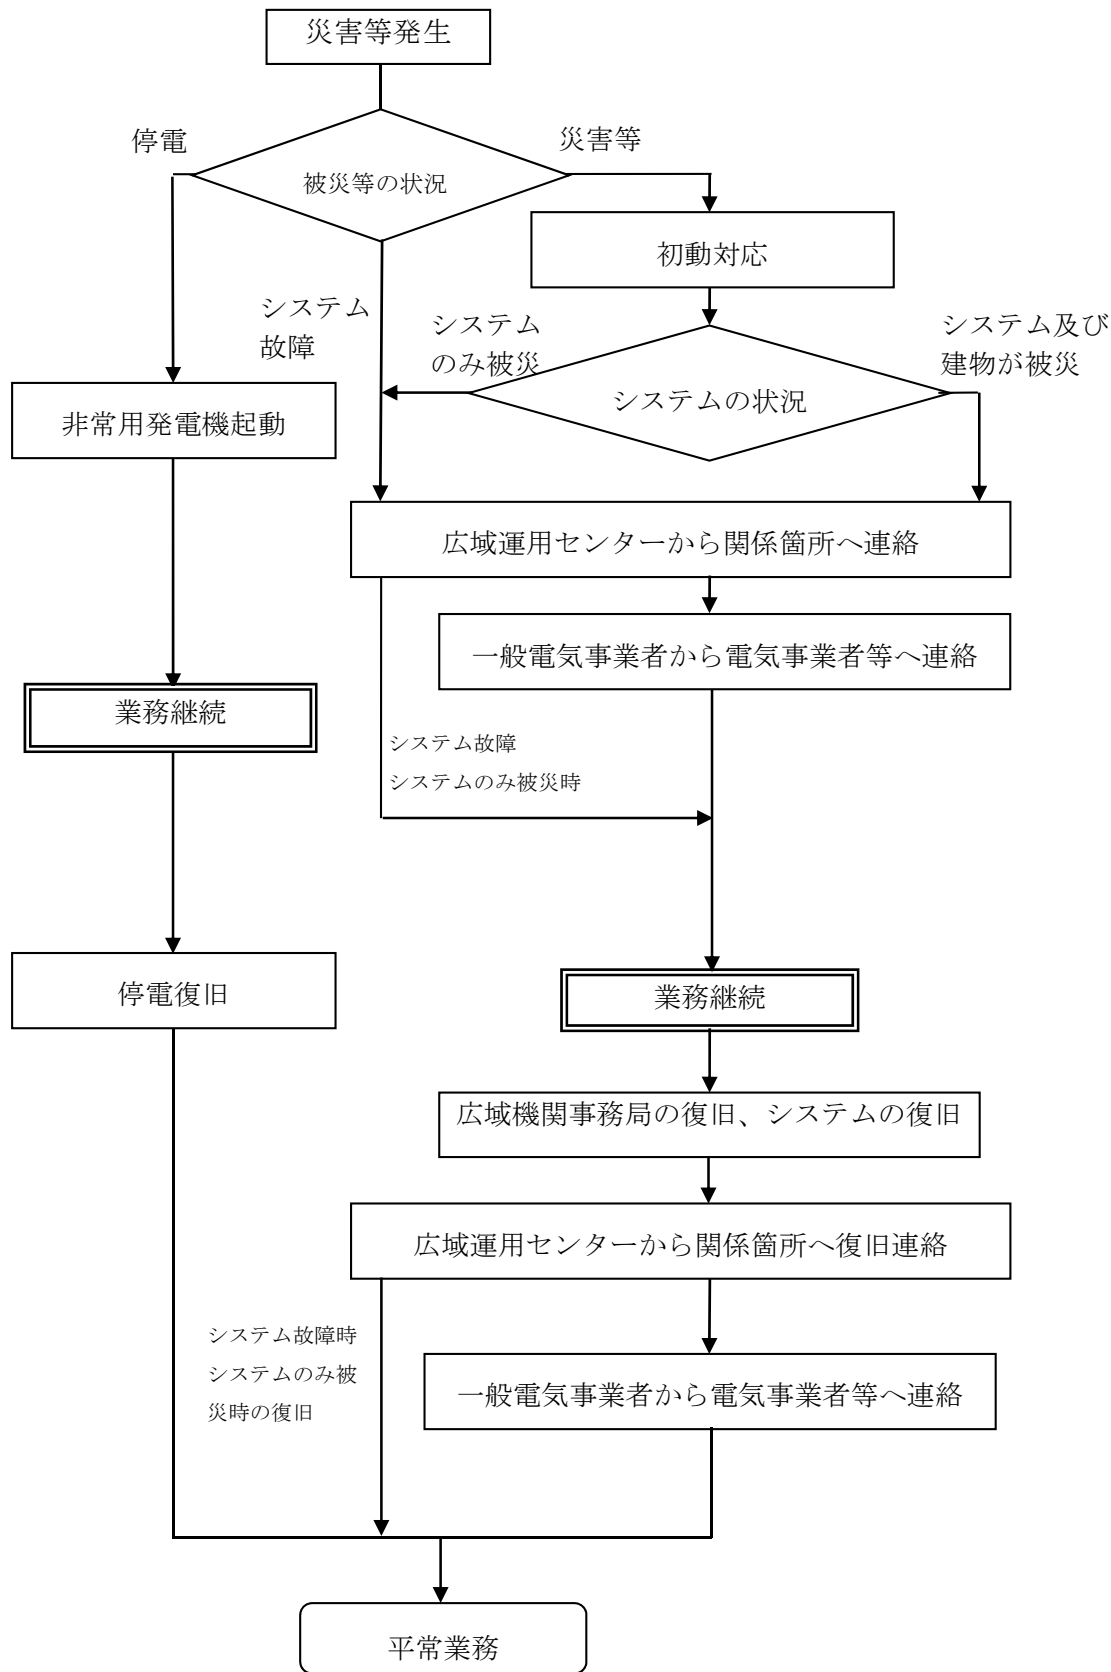 災害等発生
停電
災害等
被災等の状況
初動対応
システム
故障
システム
のみ被災
システム及び
建物が被災
システムの状況
非常用発電機起動
広域運用センターから関係箇所へ連絡
一般電気事業者から電気事業者等へ連絡
業務継続
システム故障
システムのみ被災時
停電復旧
業務継続
広域機関事務局の復旧、システムの復旧
広域運用センターから関係箇所へ復旧連絡
システム故障時
システムのみ被
災時の復旧
一般電気事業者から電気事業者等へ連絡
平常業務